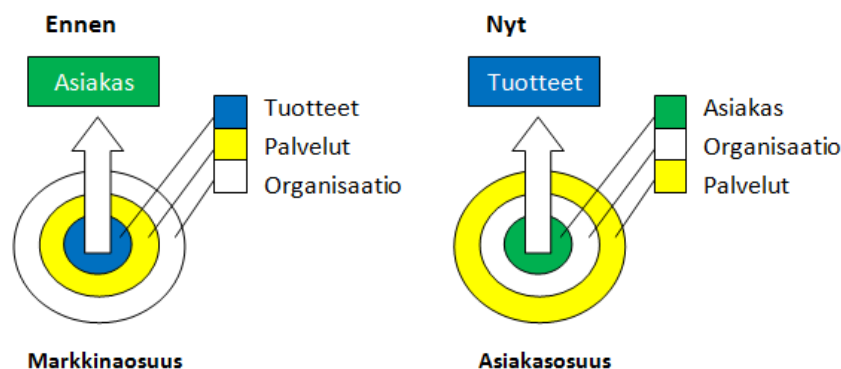 Ennen
Asiakas
Tuotteet
Palvelut
Organisaatio
Markkinaosuus
Nyt
Tuotteet
Asiakas
Organisaatio
Palvelut
Asiakasosuus